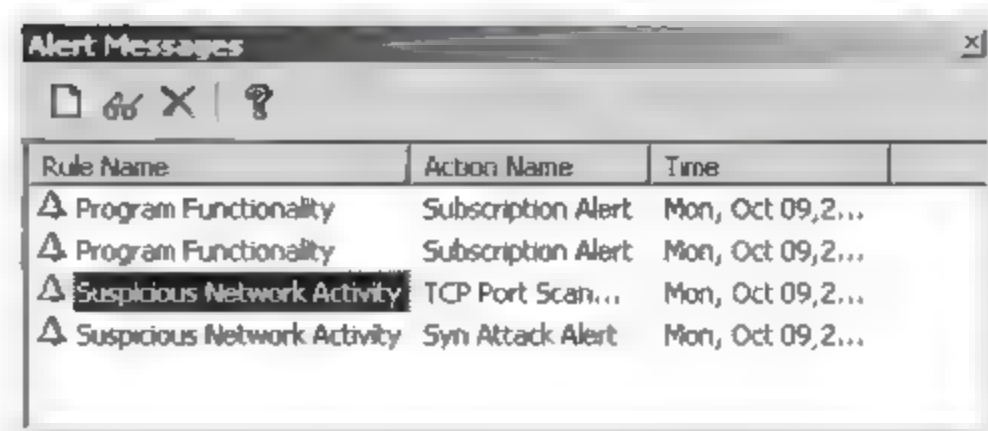 Alert Messages
Rule Name Action Name Time
Program Functionality Subscription Alert Mon, Oct 09,2...
Program Functionality Subscription Alert Mon, Oct 09,2...
Suspicious Network Activity TCP Port Scan... Mon, Oct 09,2...
Suspicious Network Activity Syn Attack Alert Mon, Oct 09,2...